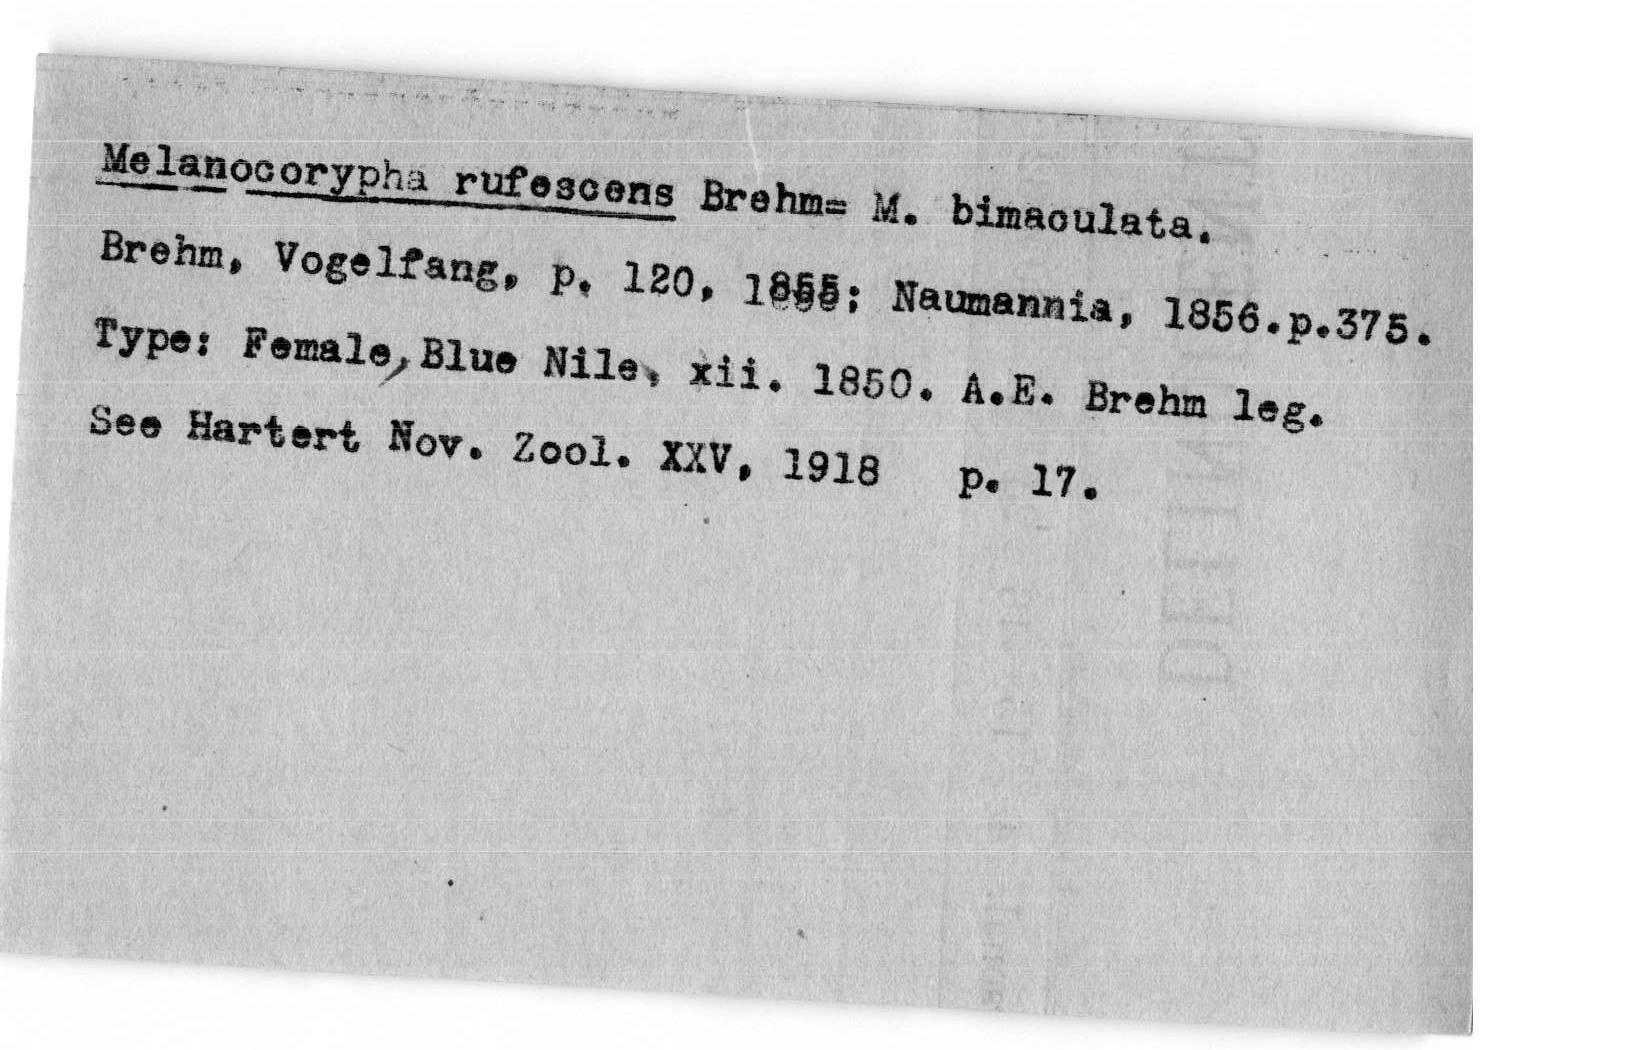 Melanocorypha rufescens Brehm= M. bimaculata.
Brehm, Vogelfang, p. 120, 1855; Naumannia, 1856.p.375.
Type: Female, Blue Nile, xii. 1850. A.E. Brehm leg.
See Hartert Nov. Zool. XXV, 1918 p. 17.